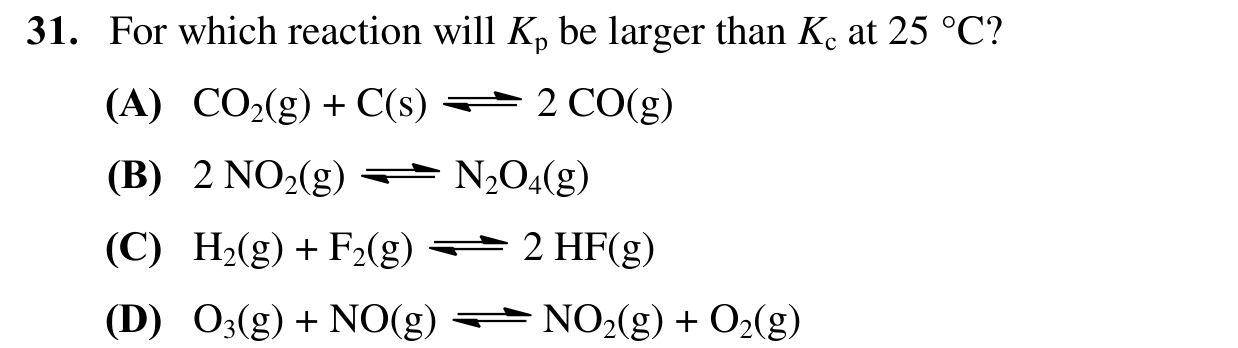 31. For which reaction will Kp be larger than Kc at 25 °C?
(A) CO₂(g) + C(s) ⇌ 2 CO(g)
(B) 2 NO₂(g) ⇌ N₂O₄(g)
(C) H₂(g) + F₂(g) ⇌ 2 HF(g)
(D) O₃(g) + NO(g) ⇌ NO₂(g) + O₂(g)